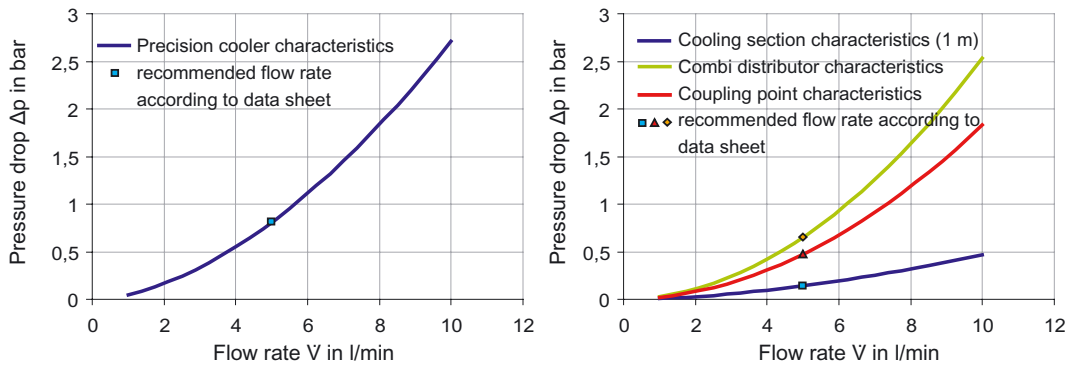 Pressure drop Δp in bar
3
2,5
2
1,5
1
0,5
0
0
2
4
6
8
10
12
Flow rate V̇ in l/min
Precision cooler characteristics
recommended flow rate
according to data sheet
Pressure drop Δp in bar
3
2,5
2
1,5
1
0,5
0
0
2
4
6
8
10
12
Flow rate V̇ in l/min
Cooling section characteristics (1 m)
Combi distributor characteristics
Coupling point characteristics
recommended flow rate according to
data sheet